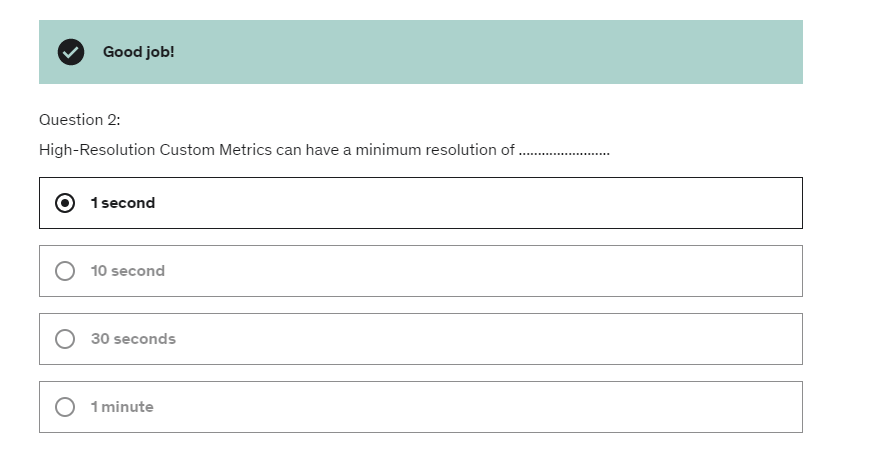 Good job!
Question 2:
High-Resolution Custom Metrics can have a minimum resolution of ........................
1 second
10 second
30 seconds
1 minute